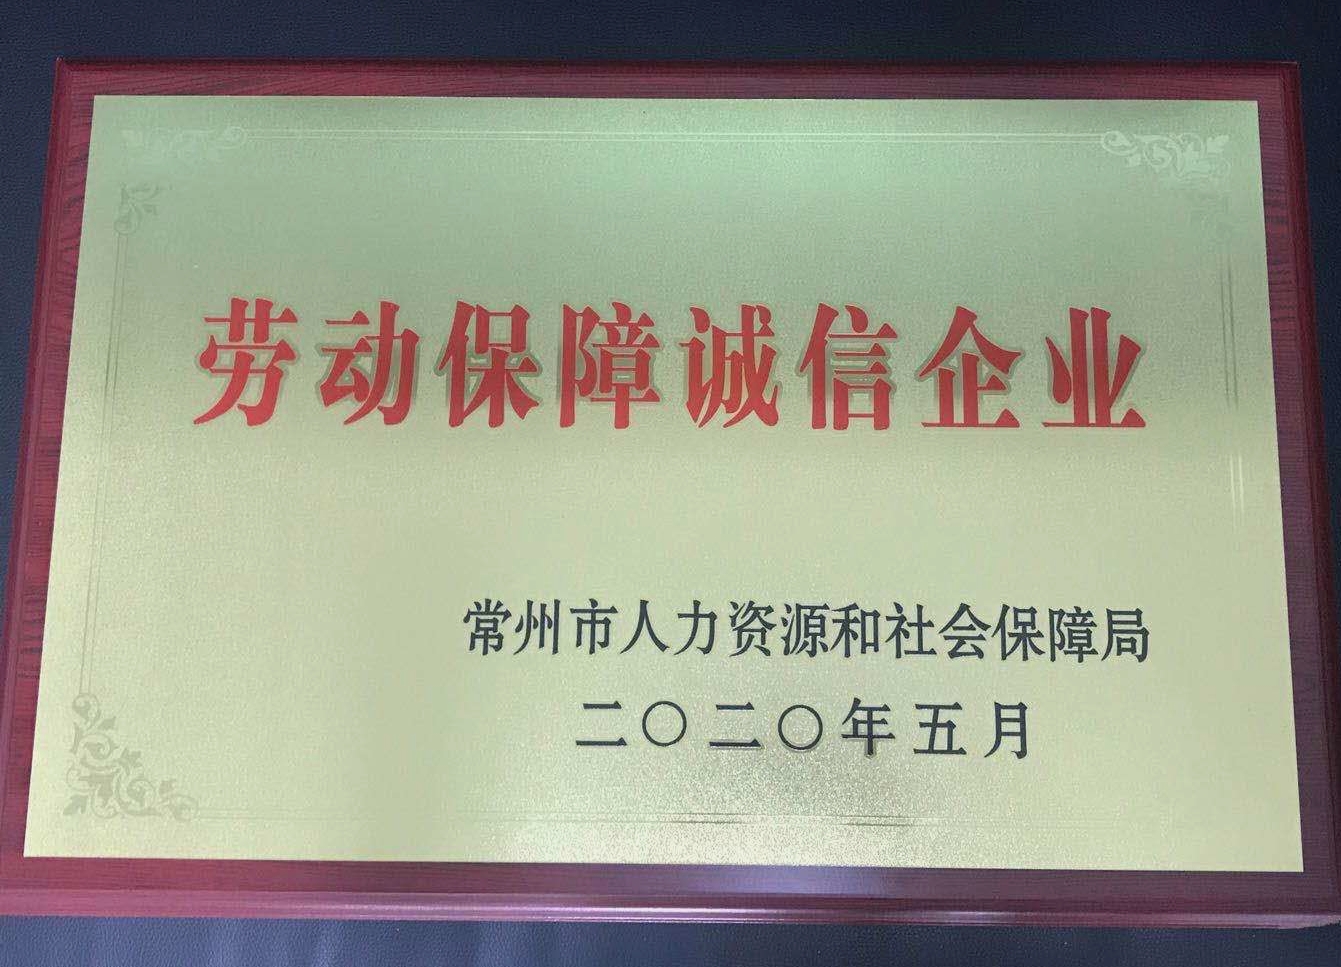 劳动保障诚信企业
常州市人力资源和社会保障局
二〇二〇年五月